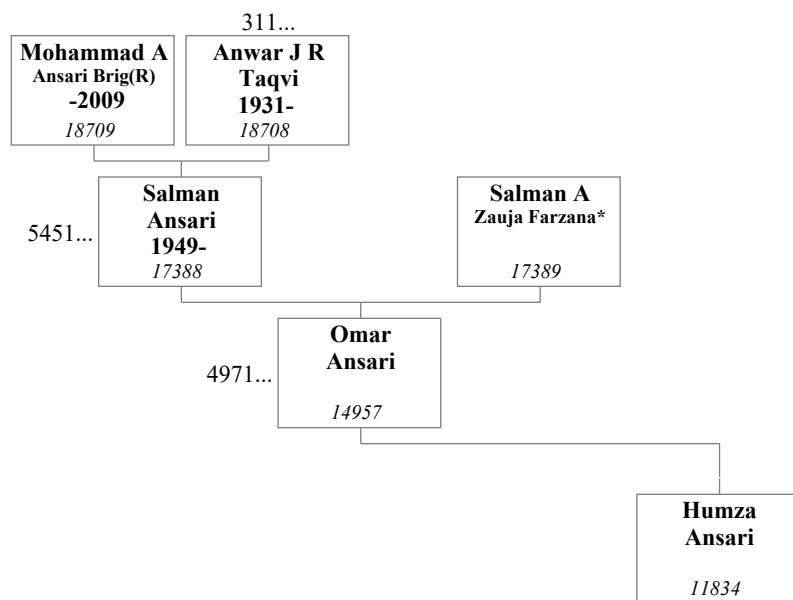 311...
Mohammad A
Ansari Brig(R)
-2009
18709
Anwar J R
Taqvi
1931-
18708
5451...
Salman
Ansari
1949-
17388
Salman A
Zauja Farzana*
17389
4971...
Omar
Ansari
14957
Humza
Ansari
11834